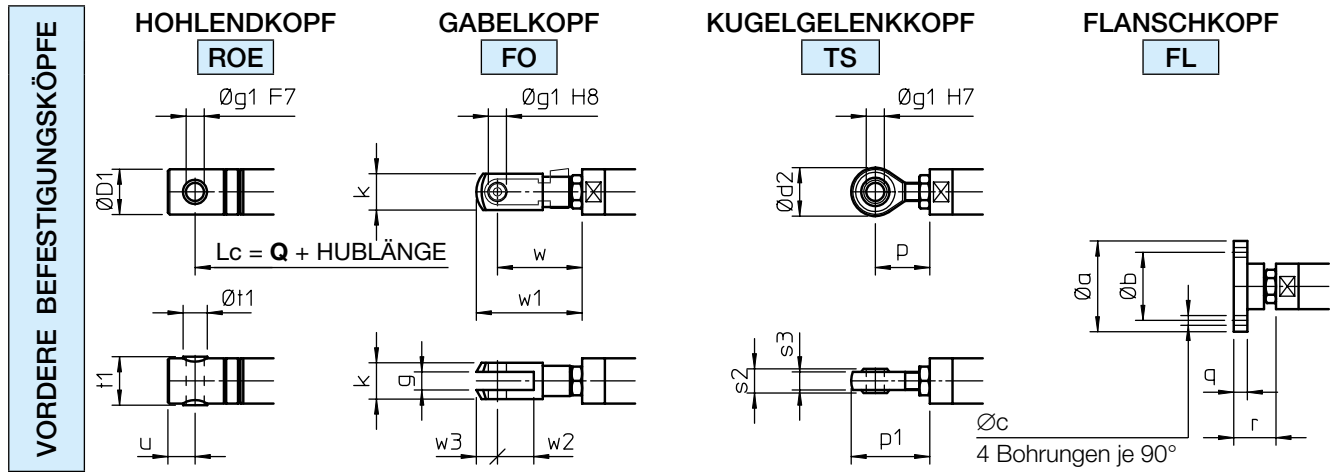 VORDERE BEFESTIGUNGSKÖPFE
HOHLENDKOPF
ROE
Øg1 F7
ØD1
Lc = Q + HUBLÄNGE
Øt1
t1
u
GABELKOPF
FO
Øg1 H8
k
w
w1
k
g
w3
w2
KUGELGELENKKOPF
TS
Øg1 H7
Ød2
p
s3
s2
p1
FLANSCHKOPF
FL
Øa
Øb
q
r
Øc
4 Bohrungen je 90°